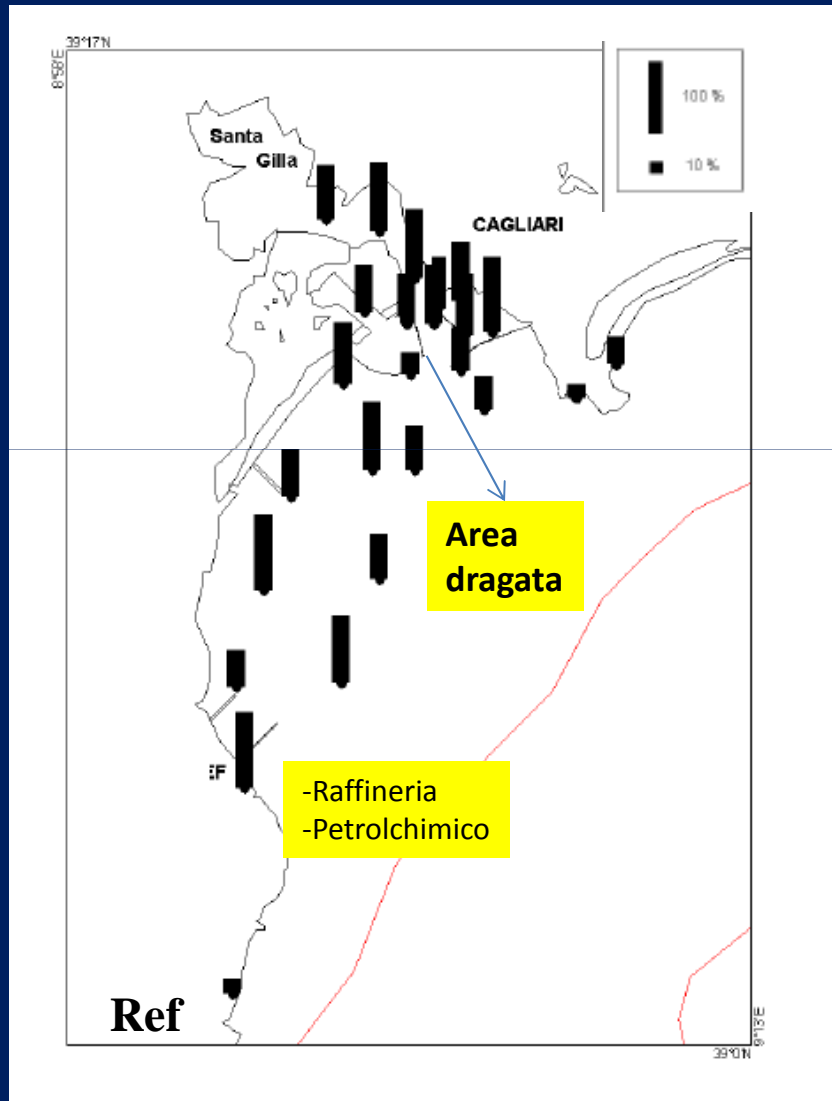 39°17'N
8°58'E
100 %
10 %
Santa
Gilla
CAGLIARI
Area
dragata
:F
-Raffineria
-Petrolchimico
Ref
9°13'E
39°0'N